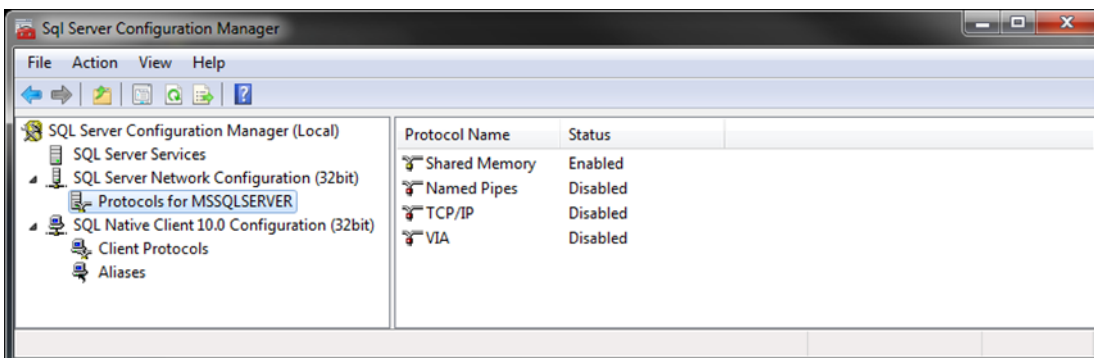 Sql Server Configuration Manager
File Action View Help
SQL Server Configuration Manager (Local)
SQL Server Services
SQL Server Network Configuration (32bit)
Protocols for MSSQLSERVER
SQL Native Client 10.0 Configuration (32bit)
Client Protocols
Aliases
Protocol Name Status
Shared Memory Enabled
Named Pipes Disabled
TCP/IP Disabled
VIA Disabled